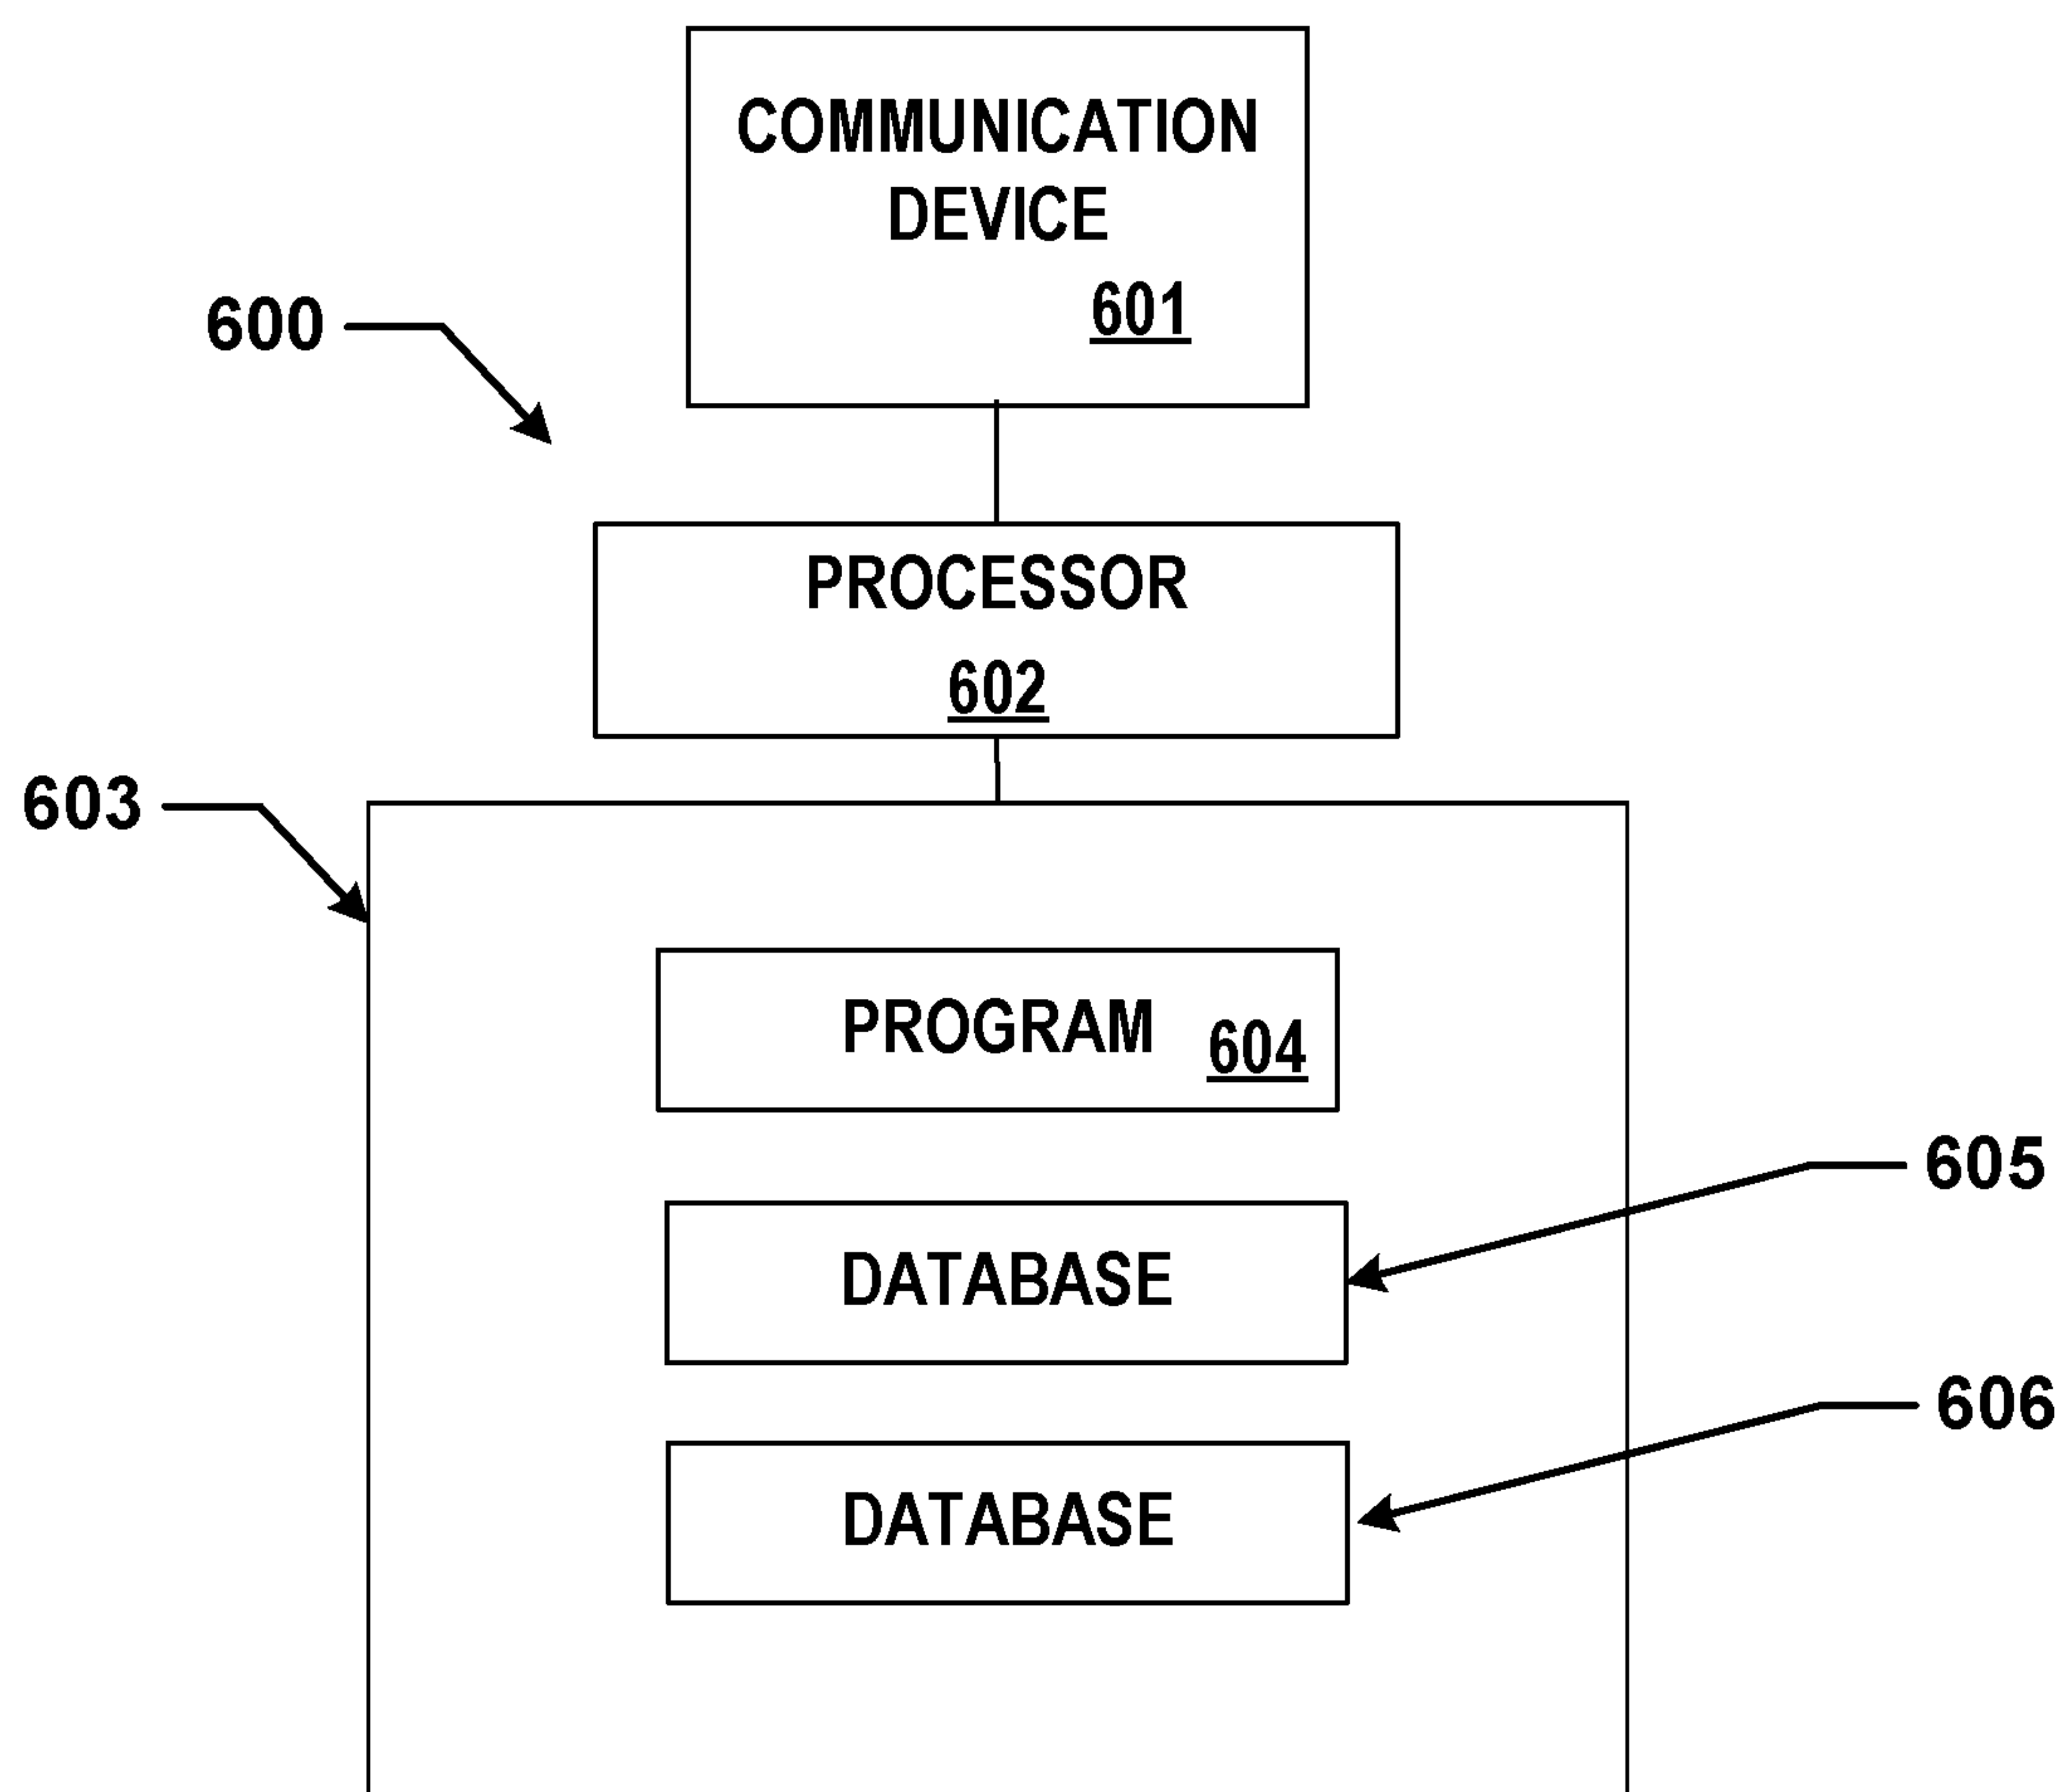 COMMUNICATION
DEVICE
601
600
PROCESSOR
602
603
PROGRAM 604
605
DATABASE
606
DATABASE